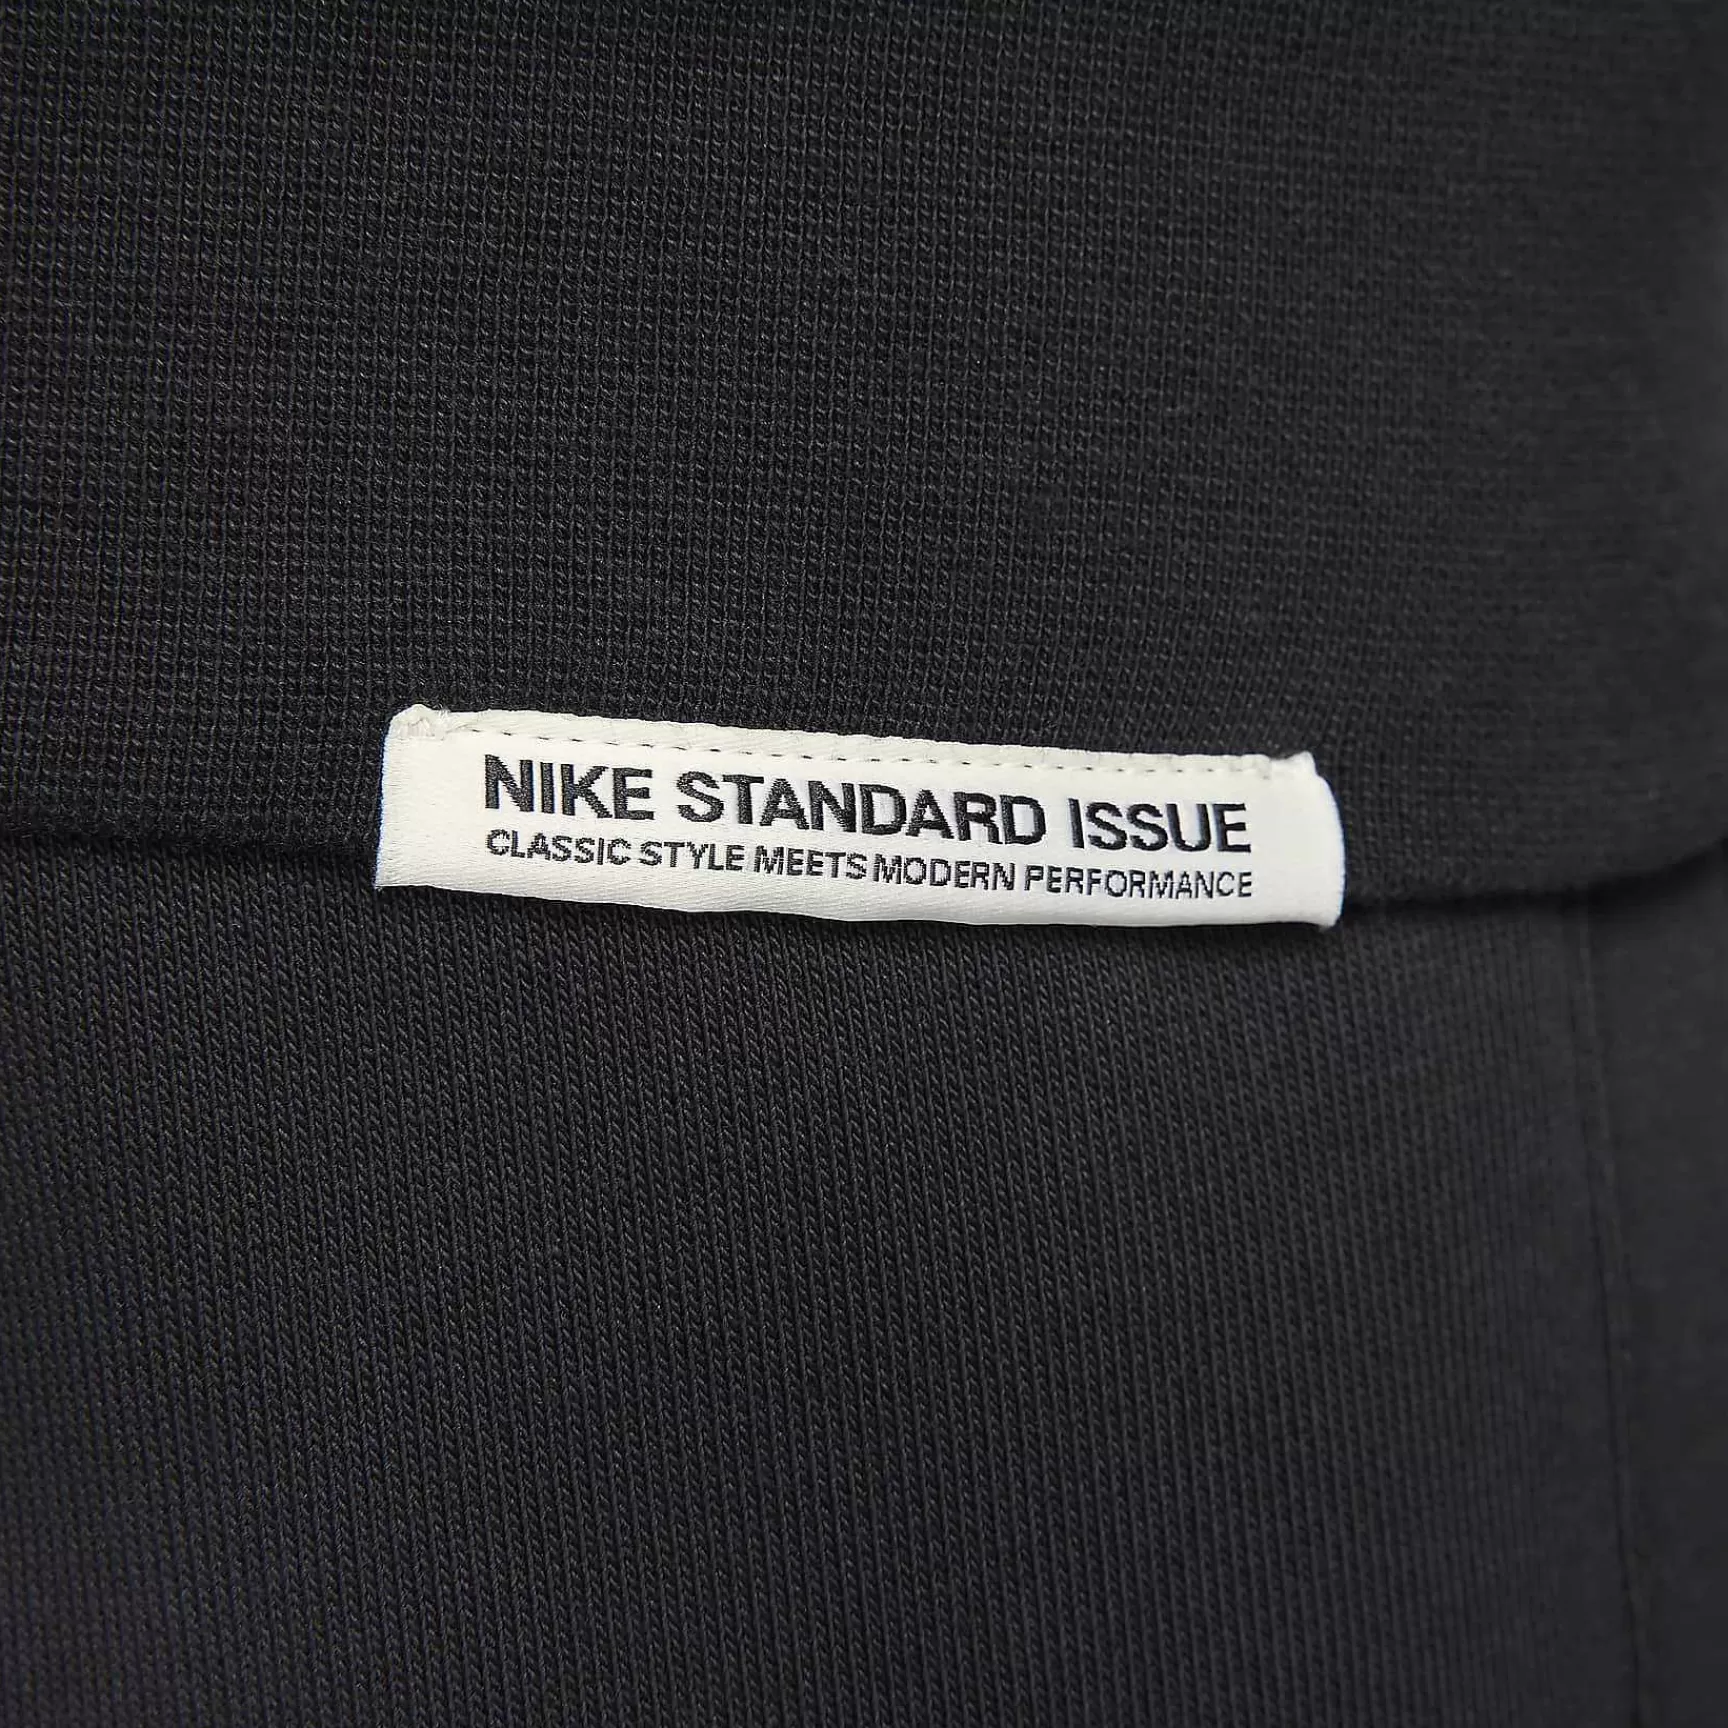 NIKE STANDARD ISSUE
CLASSIC STYLE MEETS MODERN PERFORMANCE